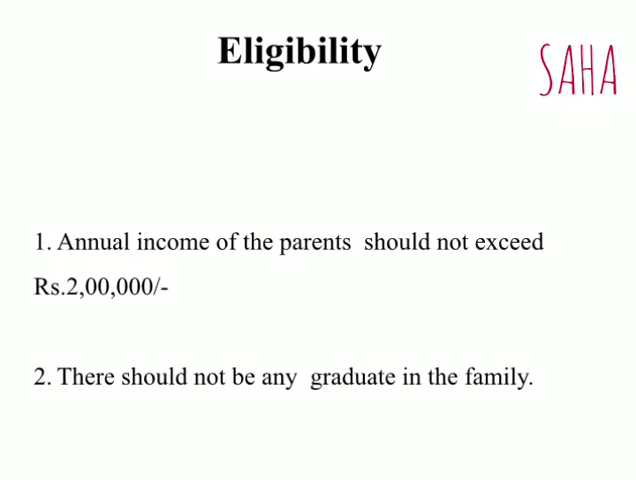 Eligibility
SAHA
1. Annual income of the parents should not exceed
Rs.2,00,000/-
2. There should not be any graduate in the family.